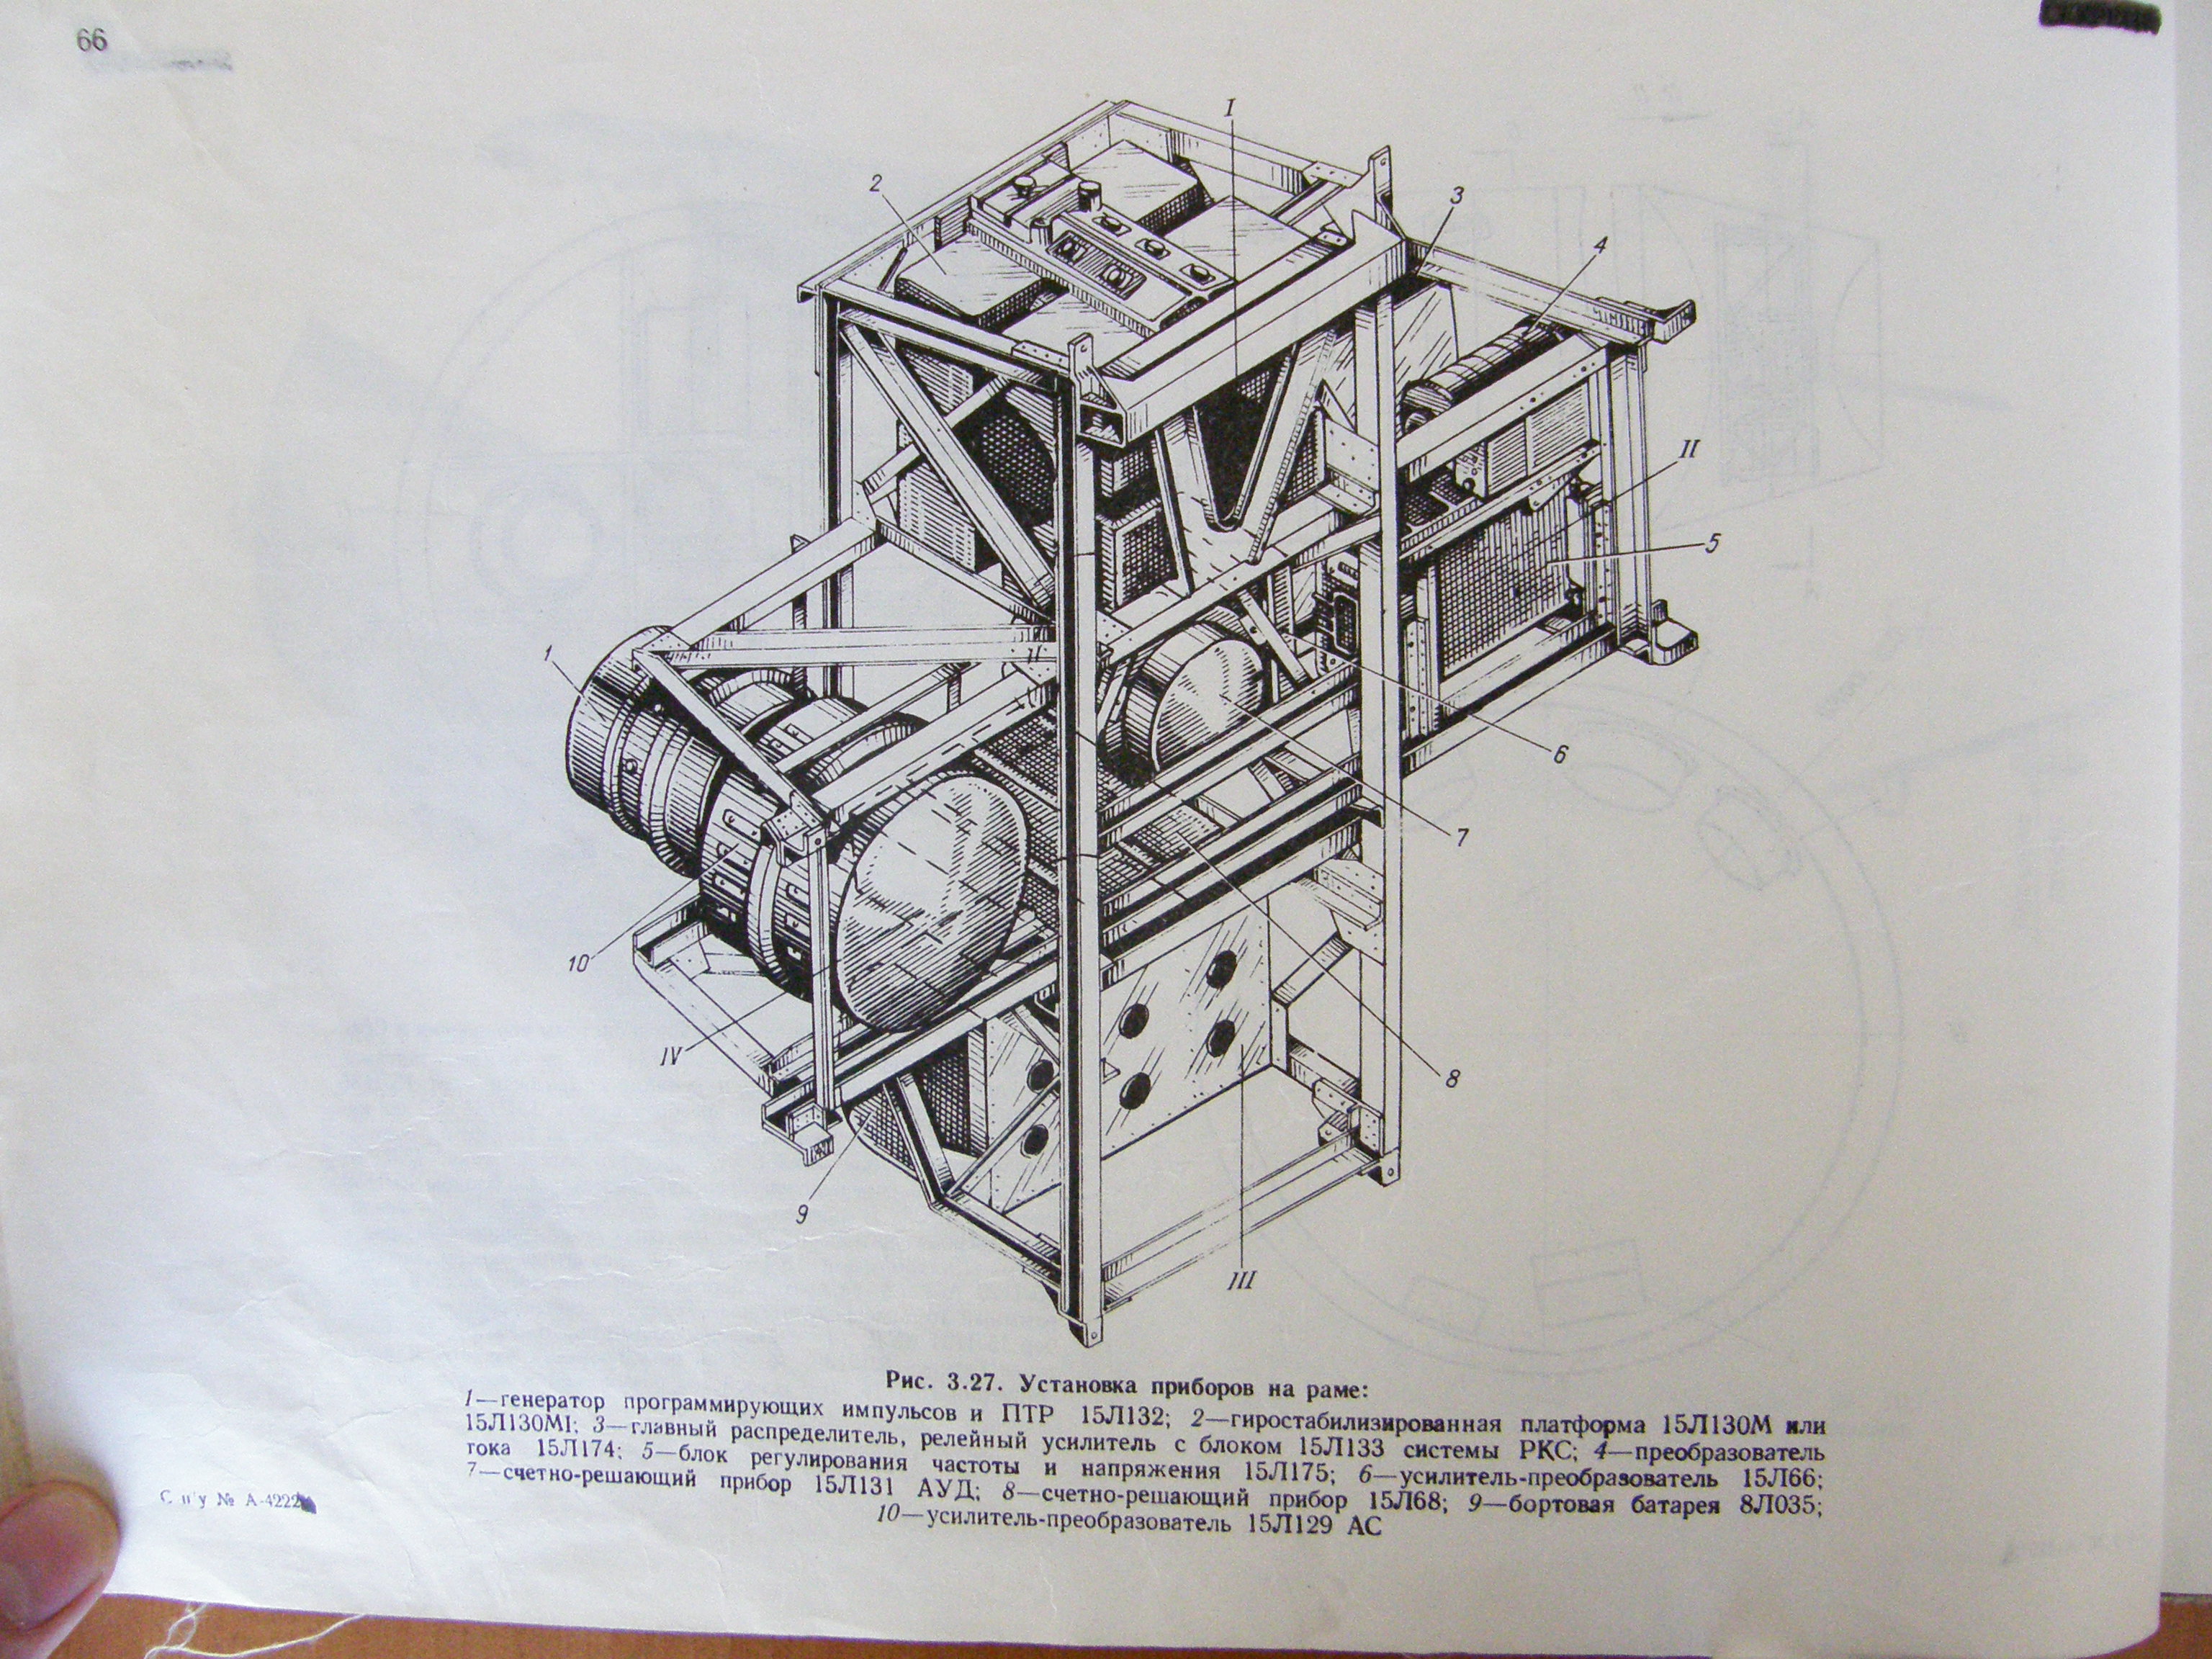 66
I
2
3
4
II
5
1
6
7
10
IV
8
9
III
Рис. 3.27. Установка приборов на раме:
1—генератор программирующих импульсов и ПТР 15Л132; 2—гиростабилизированная платформа 15Л130М или
15Л130М1; 3—главный распределитель, релейный усилитель с блоком 15Л133 системы РКС; 4—преобразователь
тока 15Л174; 5—блок регулирования частоты и напряжения 15Л175; 6—усилитель-преобразователь 15Л66;
7—счетно-решающий прибор 15Л131 АУД; 8—счетно-решающий прибор 15Л68; 9—бортовая батарея 8Л035;
10—усилитель-преобразователь 15Л129 АС
№ А-4222